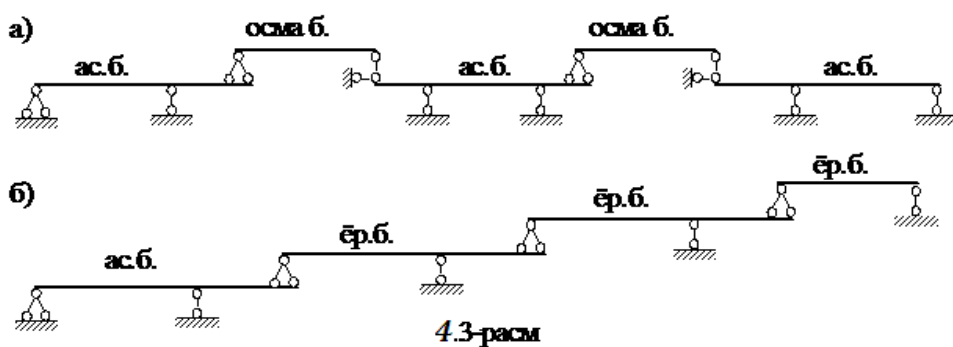 а) осма б. осма б.
ас.б. ас.б. ас.б.
б) ёр.б.
ёр.б.
ёр.б.
ас.б.
4.3-расм